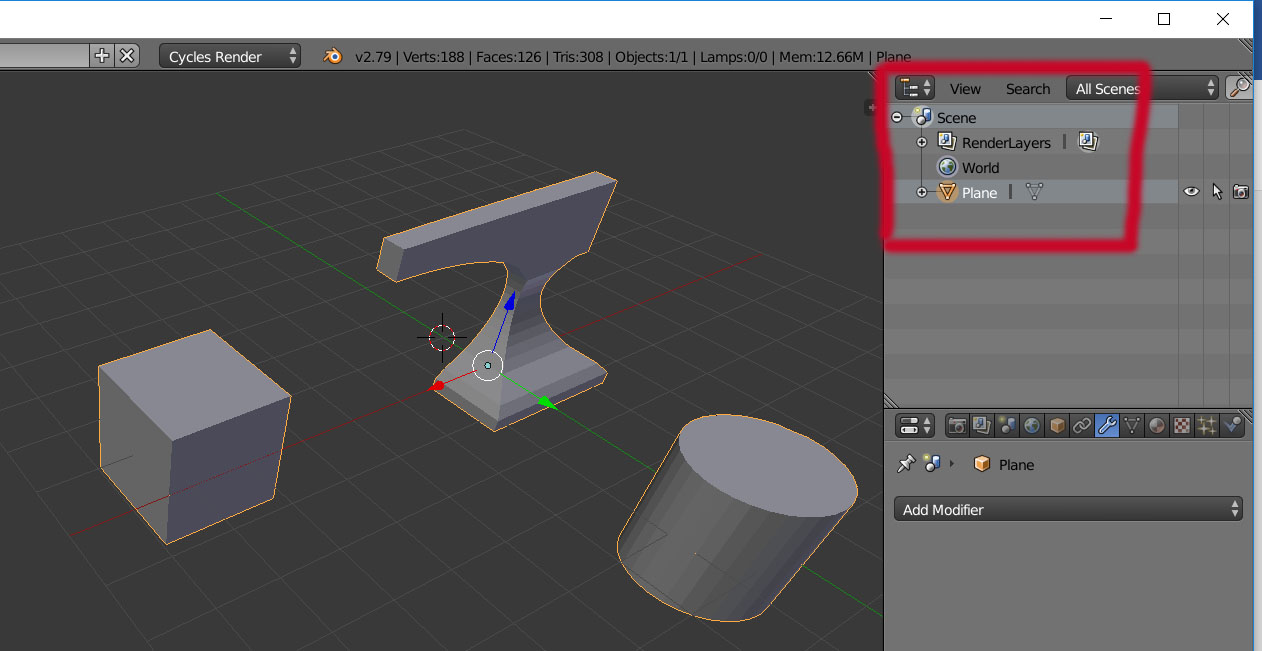 Cycles Render
v2.79 | Verts:188 | Faces:126 | Tris:308 | Objects:1/1 | Lamps:0/0 | Mem:12.66M | Plane
View Search All Scenes
Scene
RenderLayers |
World
Plane |
Plane
Add Modifier